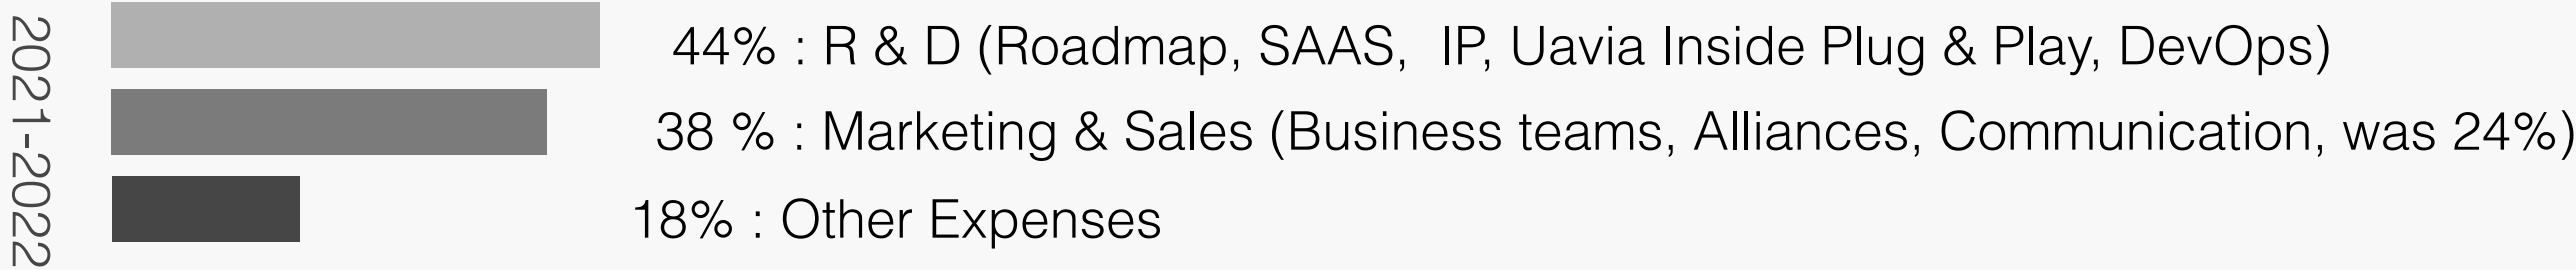 2021-2022
44% : R & D (Roadmap, SAAS, IP, Uavia Inside Plug & Play, DevOps)
38 % : Marketing & Sales (Business teams, Alliances, Communication, was 24%)
18% : Other Expenses